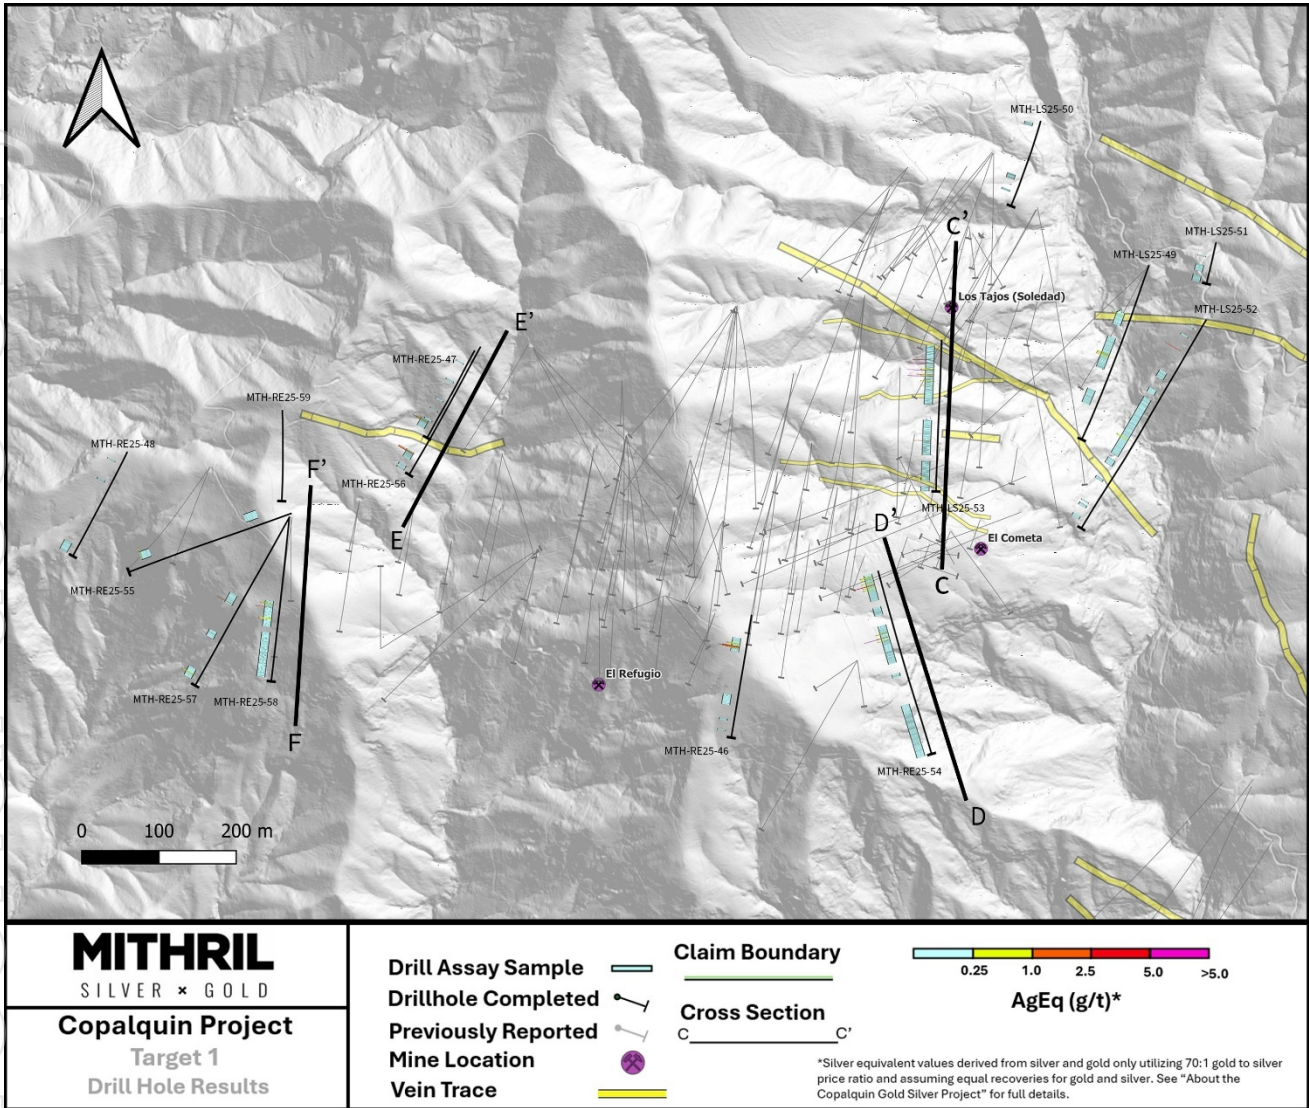 MTH-LS25-50
MTH-LS25-51
C'
MTH-LS25-49
Los Tajos (Soledad)
MTH-LS25-52
E'
MTH-RE25-47
MTH-RE25-59
MTH-RE25-48
F'
MTH-RE25-56
MTH-LS25-53
D'
E
El Cometa
C
MTH-RE25-55
El Refugio
MTH-RE25-57
MTH-RE25-58
F
MTH-RE25-46
MTH-RE25-54
D
0 100 200 m
MITHRIL
SILVER × GOLD
Copalquin Project
Target 1
Drill Hole Results
Drill Assay Sample
Drillhole Completed
Previously Reported
Mine Location
Vein Trace
Claim Boundary
Cross Section
C C'
0.25 1.0 2.5 5.0 >5.0
AgEq (g/t)*
*Silver equivalent values derived from silver and gold only utilizing 70:1 gold to silver
price ratio and assuming equal recoveries for gold and silver. See "About the
Copalquin Gold Silver Project" for full details.